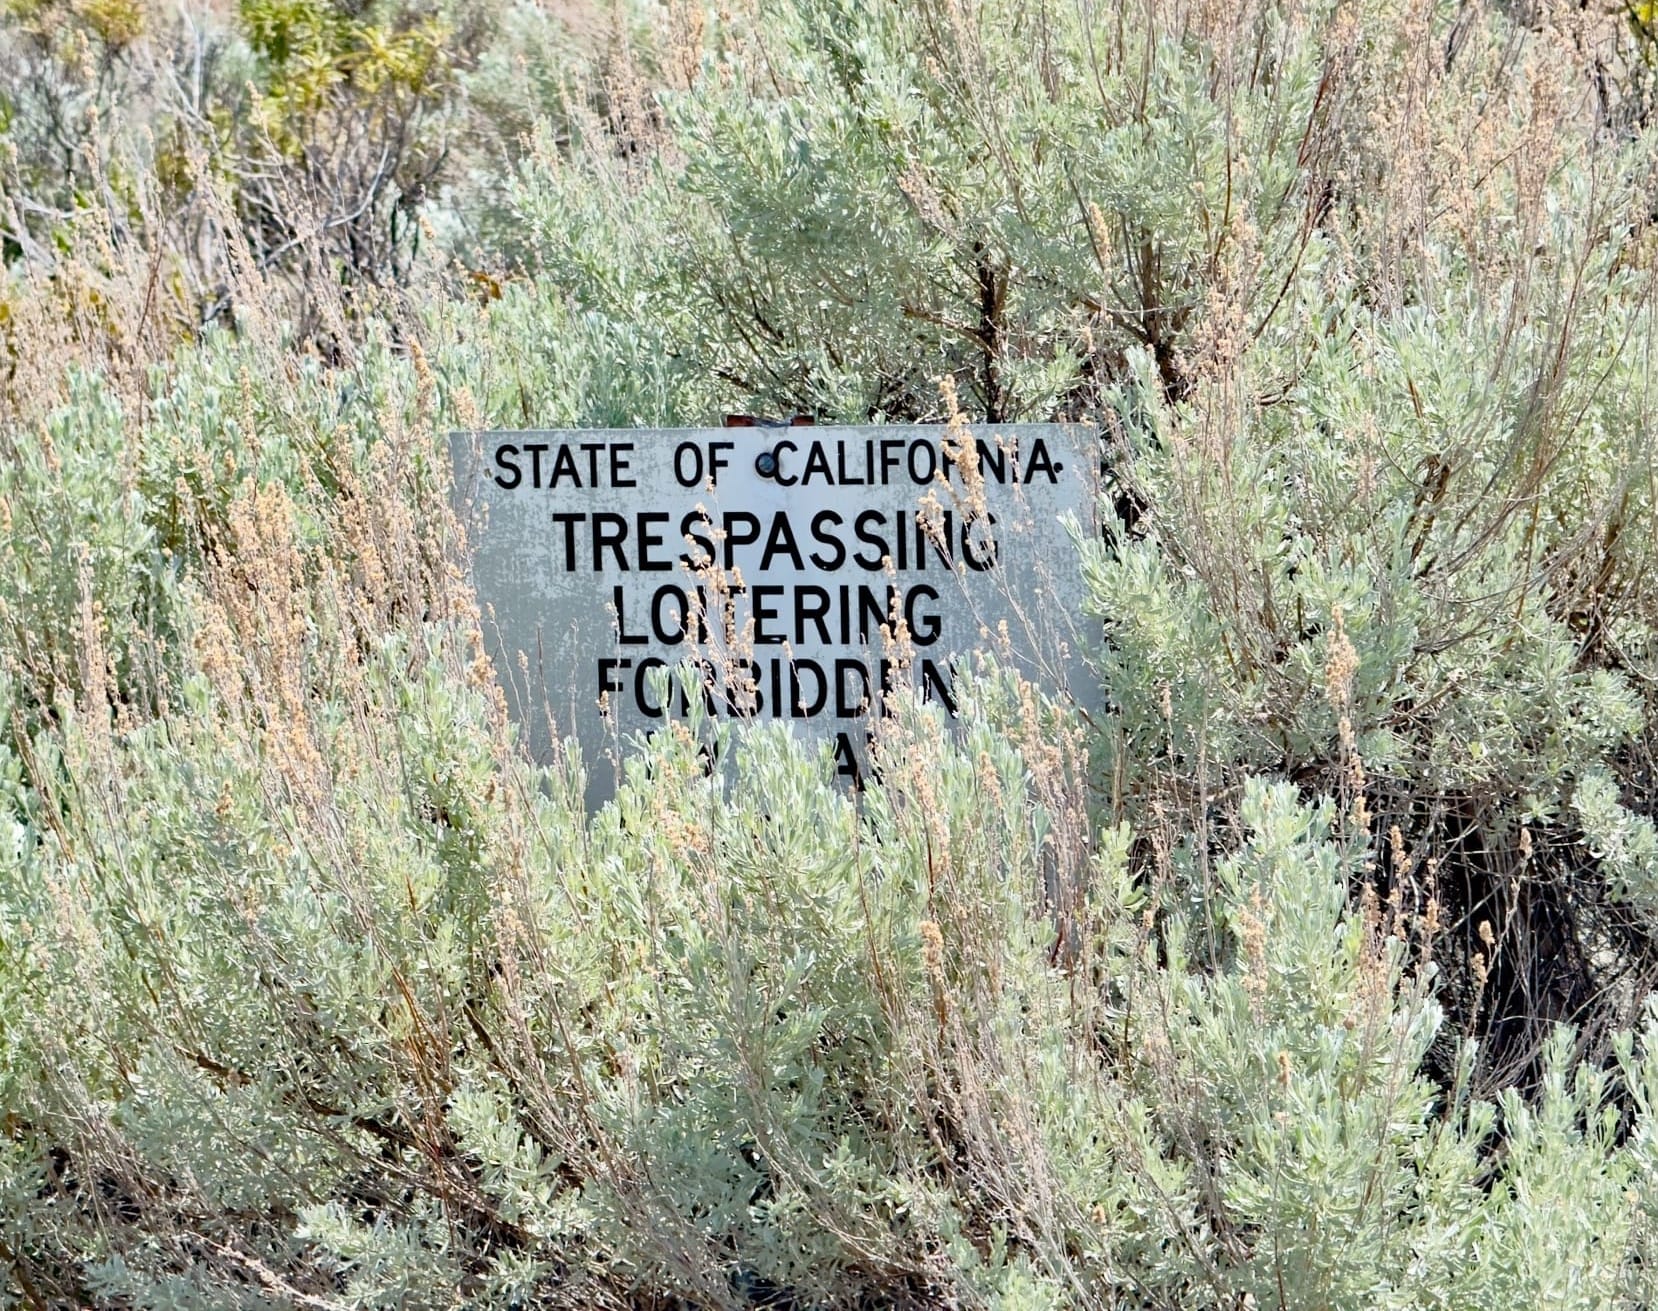 STATE OF CALIFORNIA
TRESPASSING
LOITERING
FORBIDDEN